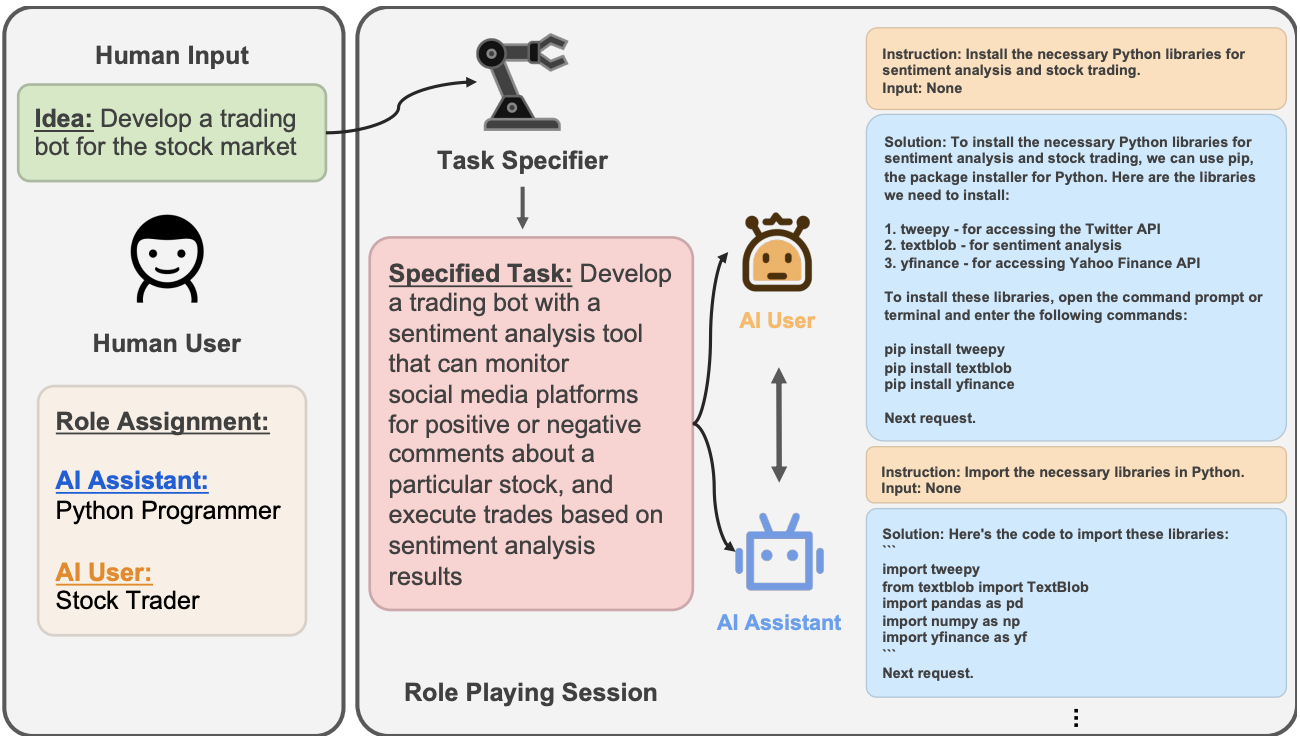 Human Input
Idea: Develop a trading
bot for the stock market
Human User
Role Assignment:
AI Assistant:
Python Programmer
AI User:
Stock Trader
Task Specifier
Specified Task: Develop
a trading bot with a
sentiment analysis tool
that can monitor
social media platforms
for positive or negative
comments about a
particular stock, and
execute trades based on
sentiment analysis
results
AI User
AI Assistant
Role Playing Session
Instruction: Install the necessary Python libraries for
sentiment analysis and stock trading.
Input: None
Solution: To install the necessary Python libraries for
sentiment analysis and stock trading, we can use pip,
the package installer for Python. Here are the libraries
we need to install:
1. tweepy - for accessing the Twitter API
2. textblob - for sentiment analysis
3. yfinance - for accessing Yahoo Finance API
To install these libraries, open the command prompt or
terminal and enter the following commands:
pip install tweepy
pip install textblob
pip install yfinance
Next request.
Instruction: Import the necessary libraries in Python.
Input: None
Solution: Here's the code to import these libraries:
```
import tweepy
from textblob import TextBlob
import pandas as pd
import numpy as np
import yfinance as yf
```
Next request.
⋮